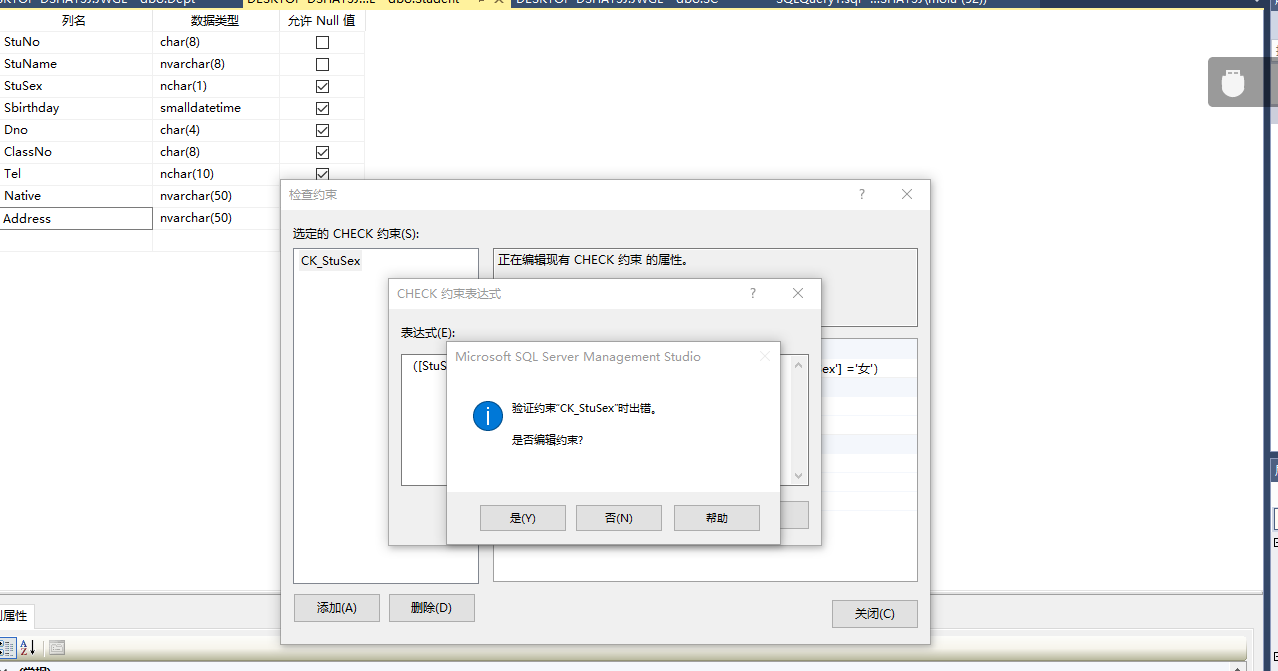 列名 数据类型 允许 Null 值
StuNo char(8)
StuName nvarchar(8)
StuSex nchar(1)
Sbirthday smalldatetime
Dno char(4)
ClassNo char(8)
Tel nchar(10)
Native nvarchar(50)
Address nvarchar(50)
检查约束
选定的 CHECK 约束(S):
CK_StuSex
正在编辑现有 CHECK 约束 的属性。
CHECK 约束表达式
表达式(E):
([StuS
ex'] ='女')
Microsoft SQL Server Management Studio
验证约束“CK_StuSex”时出错。
是否编辑约束?
是(Y) 否(N) 帮助
添加(A) 删除(D) 关闭(C)
属性